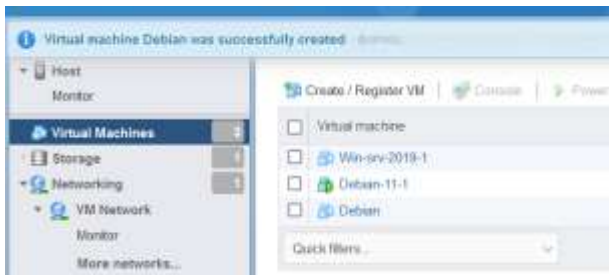 Virtual machine Debian was successfully created
Host
Monitor
Virtual Machines
Storage
Networking
VM Network
Monitor
More networks...
Create / Register VM | Console | Power
Virtual machine
Win-srv-2019-1
Debian-11-1
Debian
Quick filters...